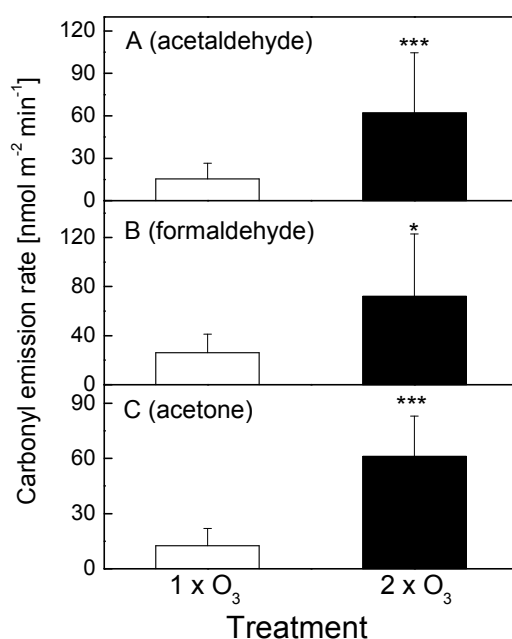 Carbonyl emission rate [nmol m⁻² min⁻¹]
120
90
60
30
0
A (acetaldehyde)
***
120
80
40
0
B (formaldehyde)
*
90
60
30
0
C (acetone)
***
1 x O₃
2 x O₃
Treatment